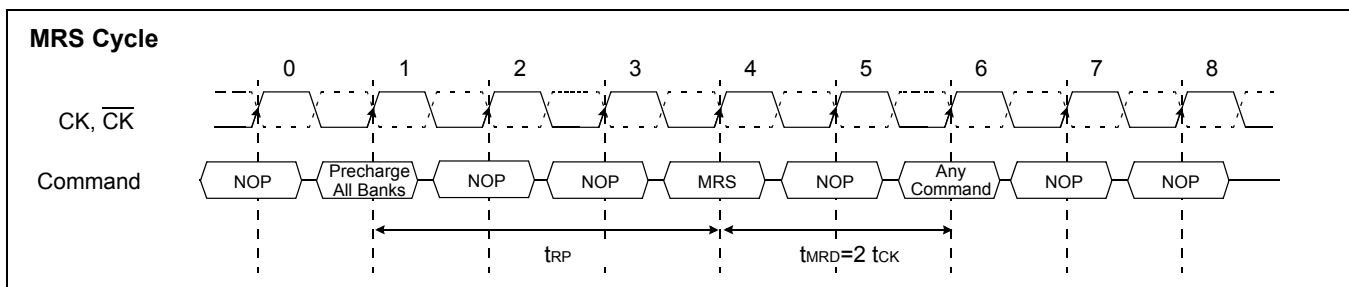 MRS Cycle
0 1 2 3 4 5 6 7 8
CK, C̅K̅
Command
NOP Precharge All Banks NOP NOP MRS NOP Any Command NOP NOP
tRP tMRD=2 tCK